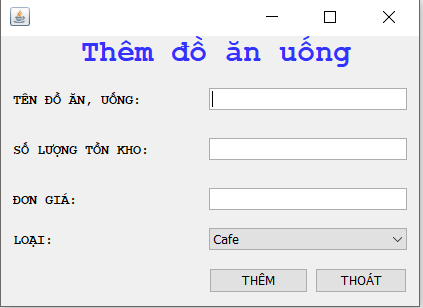 Thêm đồ ăn uống
TÊN ĐỒ ĂN, UỐNG:
SỐ LƯỢNG TỒN KHO:
ĐƠN GIÁ:
LOẠI: Cafe
THÊM THOÁT